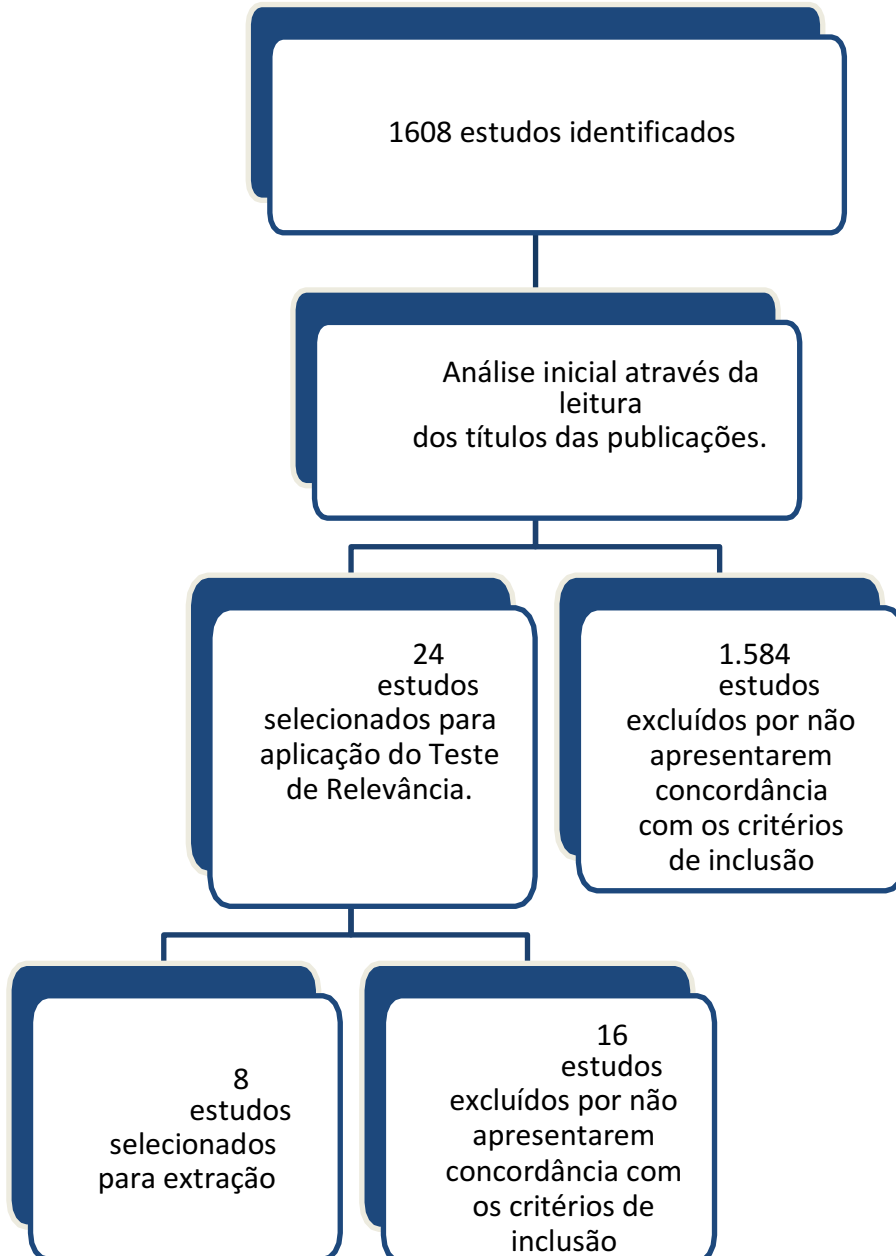 1608 estudos identificados
Análise inicial através da
leitura
dos títulos das publicações.
24
estudos
selecionados para
aplicação do Teste
de Relevância.
1.584
estudos
excluídos por não
apresentarem
concordância
com os critérios
de inclusão
8
estudos
selecionados
para extração
16
estudos
excluídos por não
apresentarem
concordância com
os critérios de
inclusão